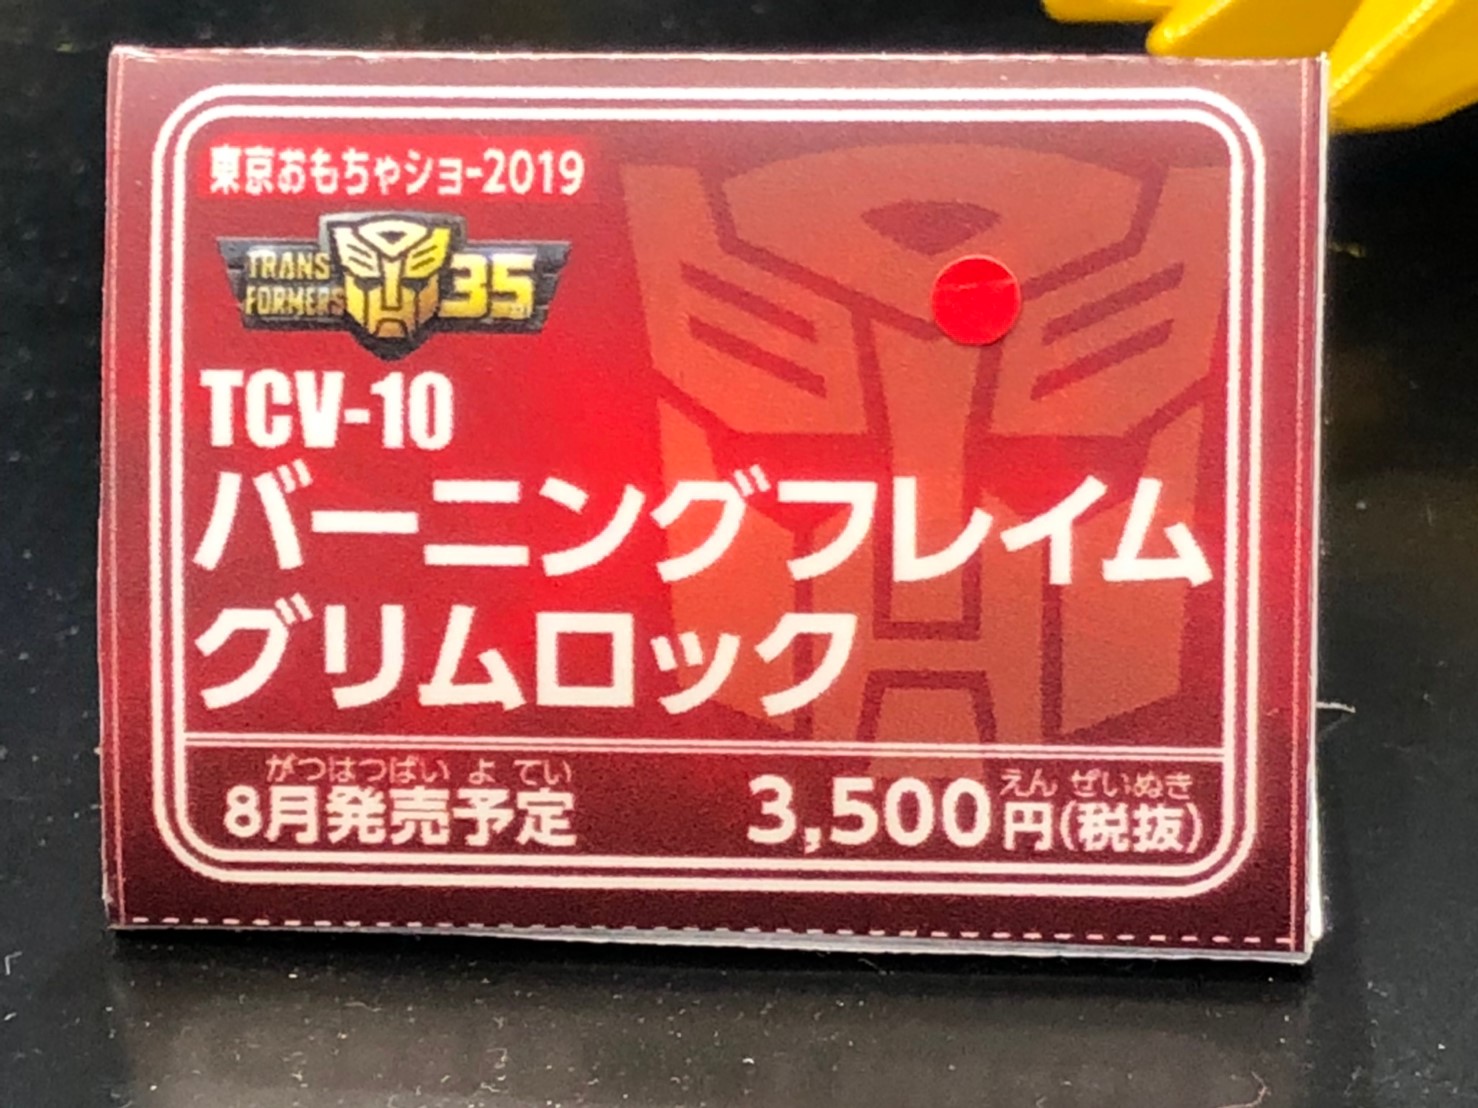 東京おもちゃショー2019
TRANS
FORMERS
35
TCV-10
バーニングフレイム
グリムロック
がつはつばい よ てい
8月発売予定
えん ぜいぬき
3,500円(税抜)